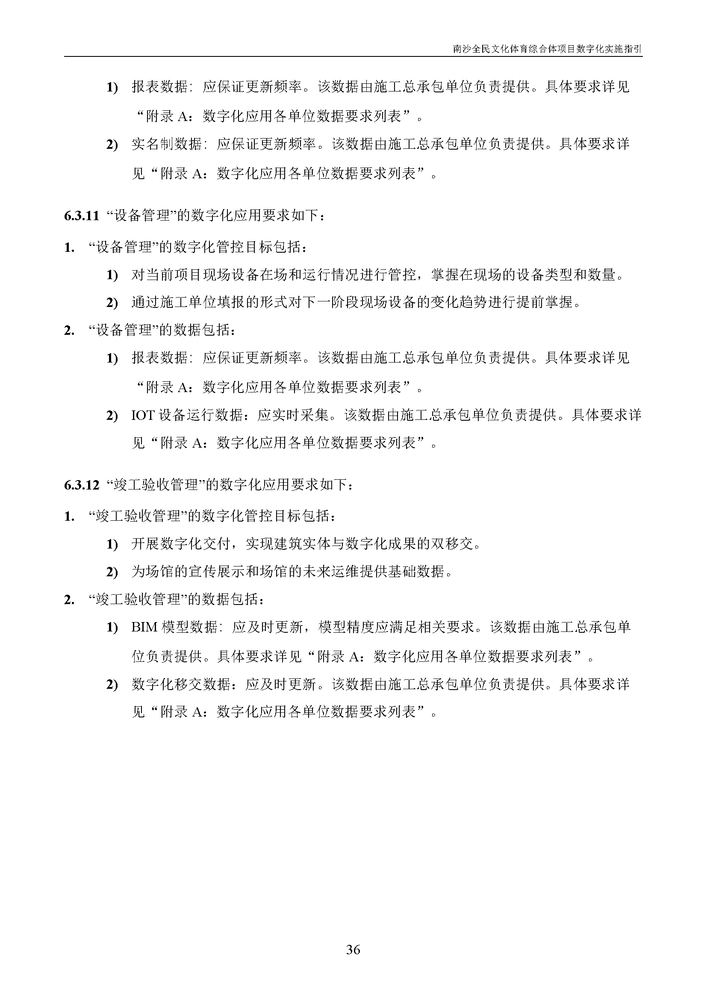 南沙全民文化体育综合体项目数字化实施指引
1) 报表数据：应保证更新频率。该数据由施工总承包单位负责提供。具体要求详见
“附录 A：数字化应用各单位数据要求列表”。
2) 实名制数据：应保证更新频率。该数据由施工总承包单位负责提供。具体要求详
见“附录 A：数字化应用各单位数据要求列表”。
6.3.11 “设备管理”的数字化应用要求如下：
1. “设备管理”的数字化管控目标包括：
1) 对当前项目现场设备在场和运行情况进行管控，掌握在现场的设备类型和数量。
2) 通过施工单位填报的形式对下一阶段现场设备的变化趋势进行提前掌握。
2. “设备管理”的数据包括：
1) 报表数据：应保证更新频率。该数据由施工总承包单位负责提供。具体要求详见
“附录 A：数字化应用各单位数据要求列表”。
2) IOT 设备运行数据：应实时采集。该数据由施工总承包单位负责提供。具体要求详
见“附录 A：数字化应用各单位数据要求列表”。
6.3.12 “竣工验收管理”的数字化应用要求如下：
1. “竣工验收管理”的数字化管控目标包括：
1) 开展数字化交付，实现建筑实体与数字化成果的双移交。
2) 为场馆的宣传展示和场馆的未来运维提供基础数据。
2. “竣工验收管理”的数据包括：
1) BIM 模型数据：应及时更新，模型精度应满足相关要求。该数据由施工总承包单
位负责提供。具体要求详见“附录 A：数字化应用各单位数据要求列表”。
2) 数字化移交数据：应及时更新。该数据由施工总承包单位负责提供。具体要求详
见“附录 A：数字化应用各单位数据要求列表”。
36